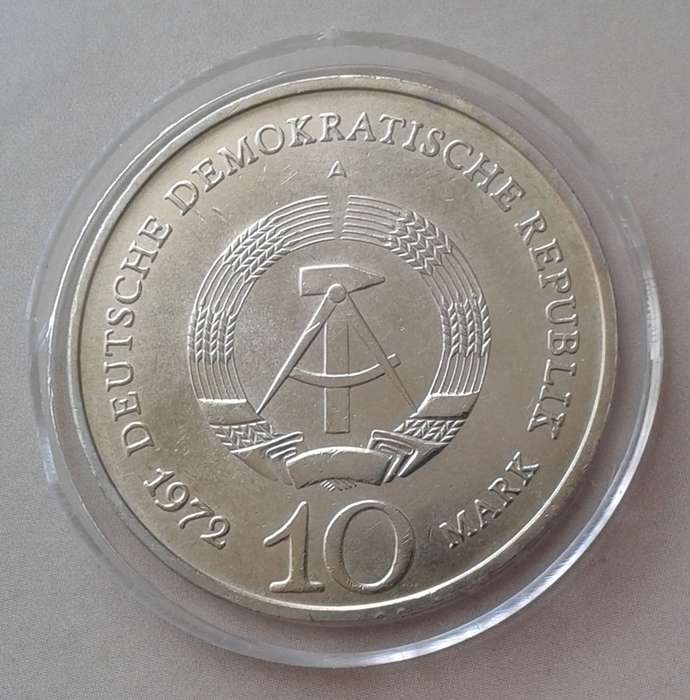 DEUTSCHE DEMOKRATISCHE REPUBLIK
A
1972
10
MARK